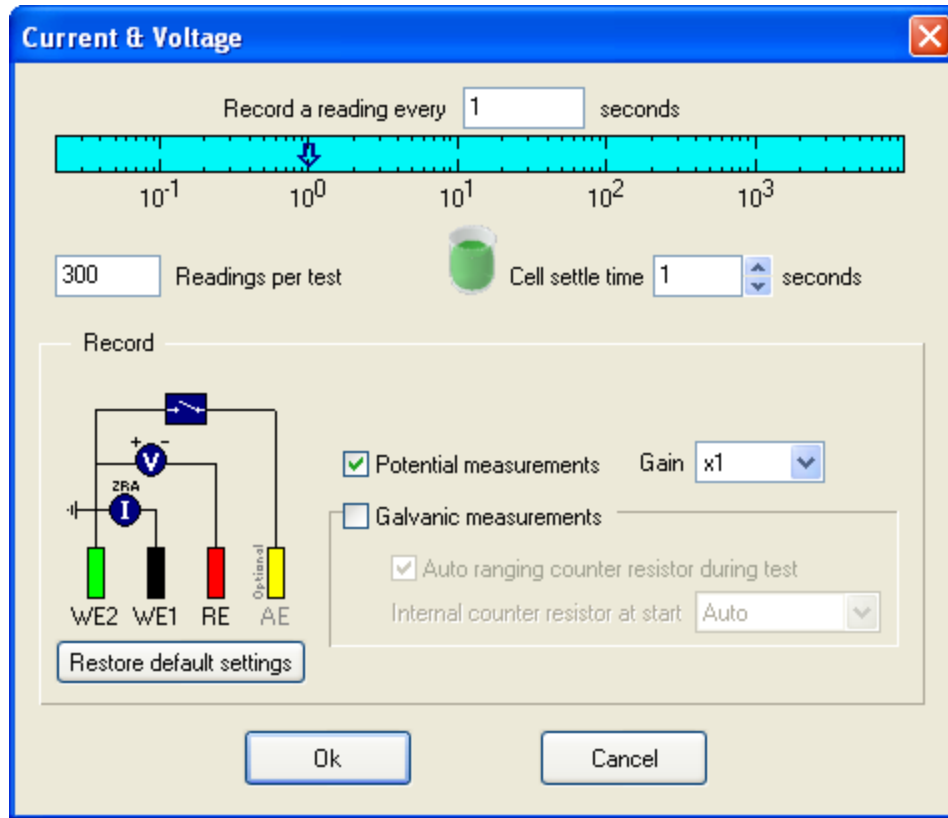 Current & Voltage
Record a reading every 1 seconds
10-1 100 101 102 103
300 Readings per test Cell settle time 1 seconds
Record
+ -
V
ZRA
I
Potential measurements Gain x1
Galvanic measurements
Auto ranging counter resistor during test
Internal counter resistor at start Auto
Optional
WE2 WE1 RE AE
Restore default settings
Ok Cancel